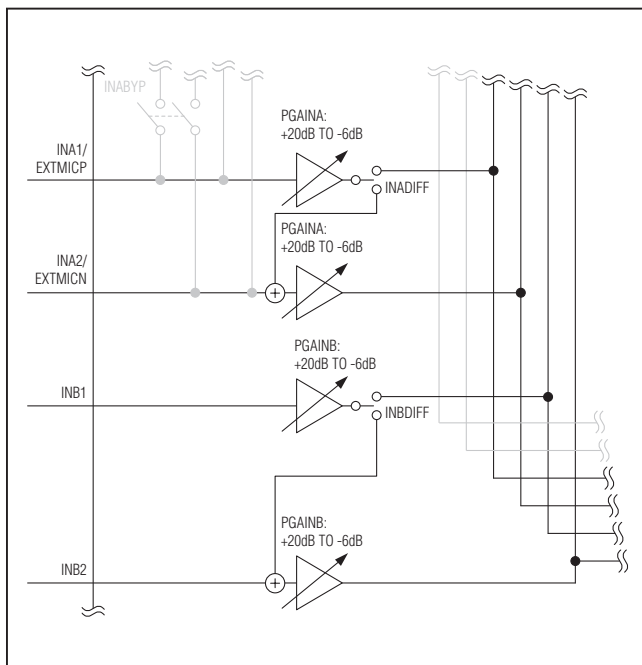 INABYP
PGAINA:
+20dB TO -6dB
INA1/
EXTMICP
INADIFF
PGAINA:
+20dB TO -6dB
INA2/
EXTMICN
PGAINB:
+20dB TO -6dB
INB1
INBDIFF
PGAINB:
+20dB TO -6dB
INB2